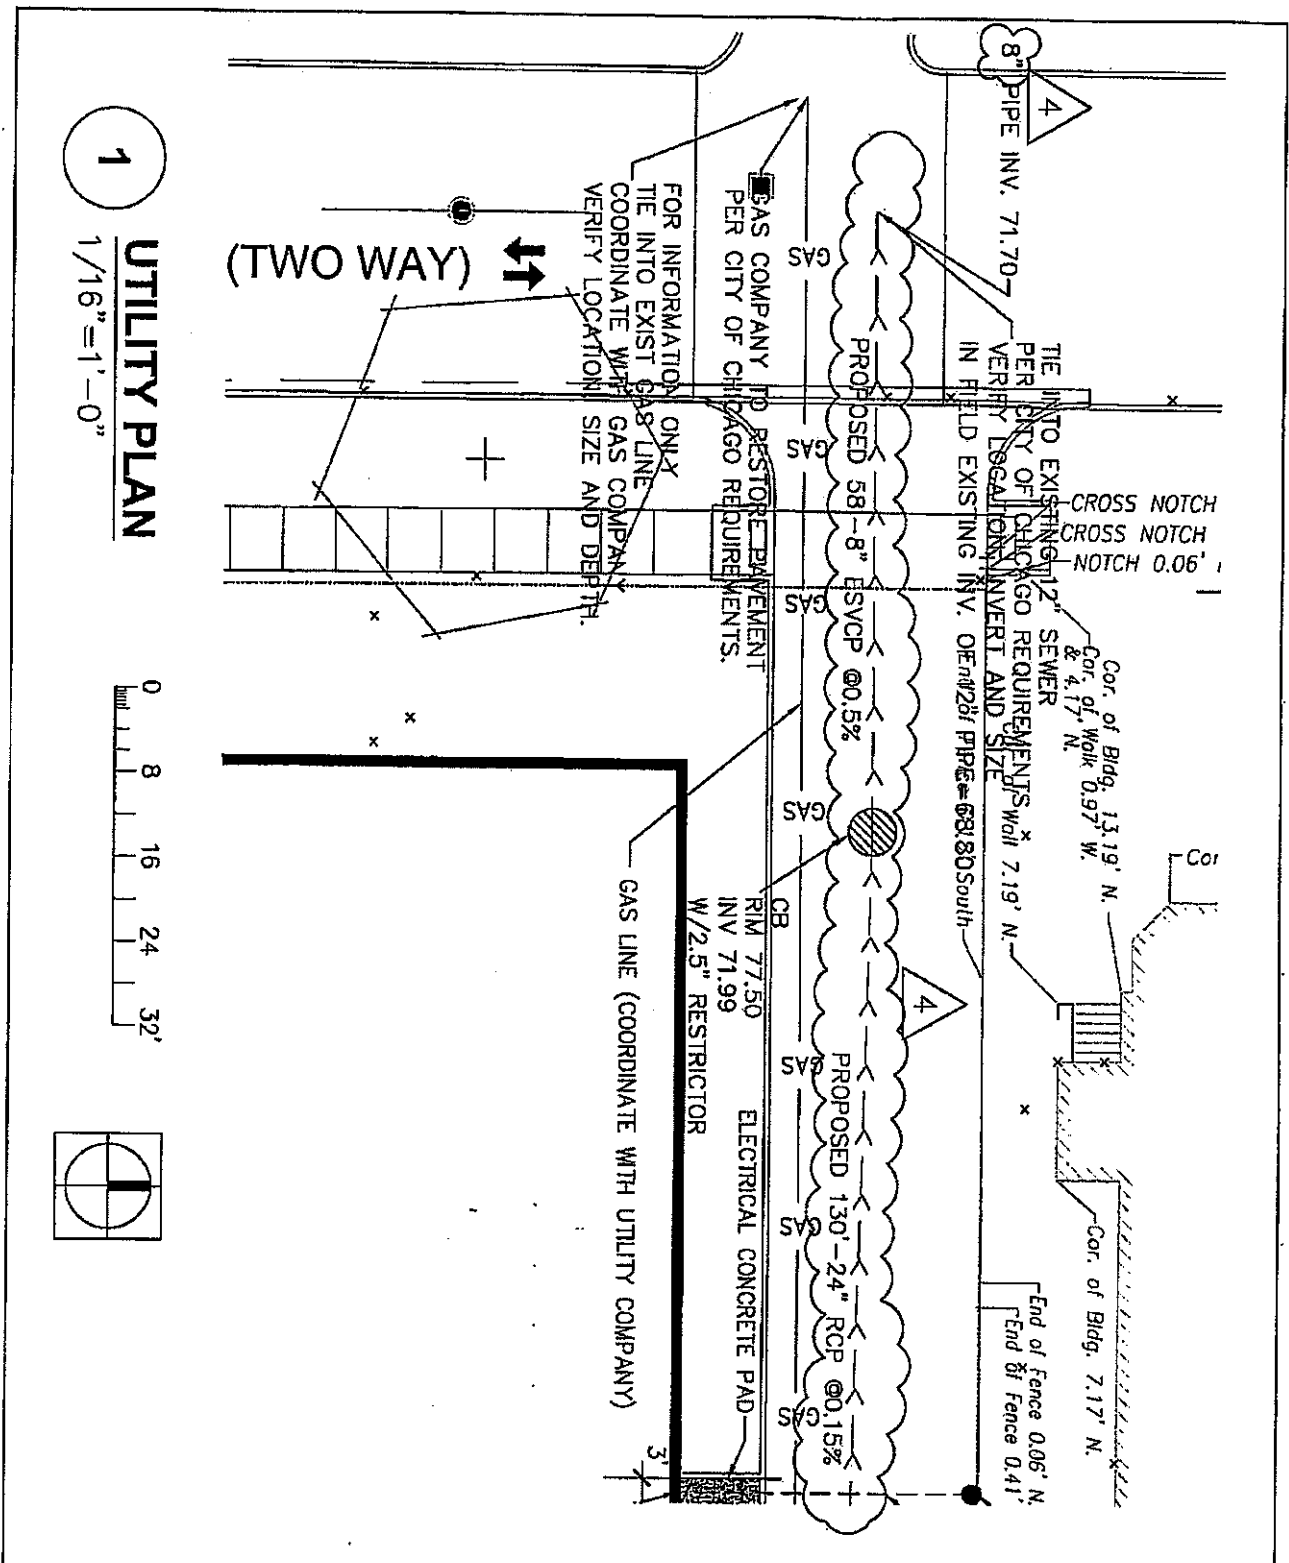 8"
PIPE INV. 71.70
4
TIE INTO EXISTING 12" SEWER
PER CITY OF CHICAGO REQUIREMENTS
VERIFY LOCATION, INVERT AND SIZE
IN FIELD EXISTING INV. OF 12" PIPE=68.80
CROSS NOTCH
CROSS NOTCH
NOTCH 0.06'
Cor. of Bldg. 13.19' N.
Cor. of Walk 0.97' W.
& 4.17' N.
Wall 7.19' N.
South
Cor
Cor. of Bldg. 7.17' N.
End of Fence 0.06' N.
End of Fence 0.41'
PROPOSED 58'-8" ESVCP @0.5%
PROPOSED 130'-24" RCP @0.15%
4
GAS
GAS
GAS
GAS
GAS
GAS
GAS
GAS COMPANY TO RESTORE PAVEMENT
PER CITY OF CHICAGO REQUIREMENTS.
FOR INFORMATION ONLY
TIE INTO EXIST GAS LINE
COORDINATE WITH GAS COMPANY
VERIFY LOCATION, SIZE AND DEPTH.
CB
RIM 77.50
INV 71.99
W/2.5" RESTRICTOR
ELECTRICAL CONCRETE PAD
GAS LINE (COORDINATE WITH UTILITY COMPANY)
3'
(TWO WAY)
1
UTILITY PLAN
1/16"=1'-0"
0 8 16 24 32'